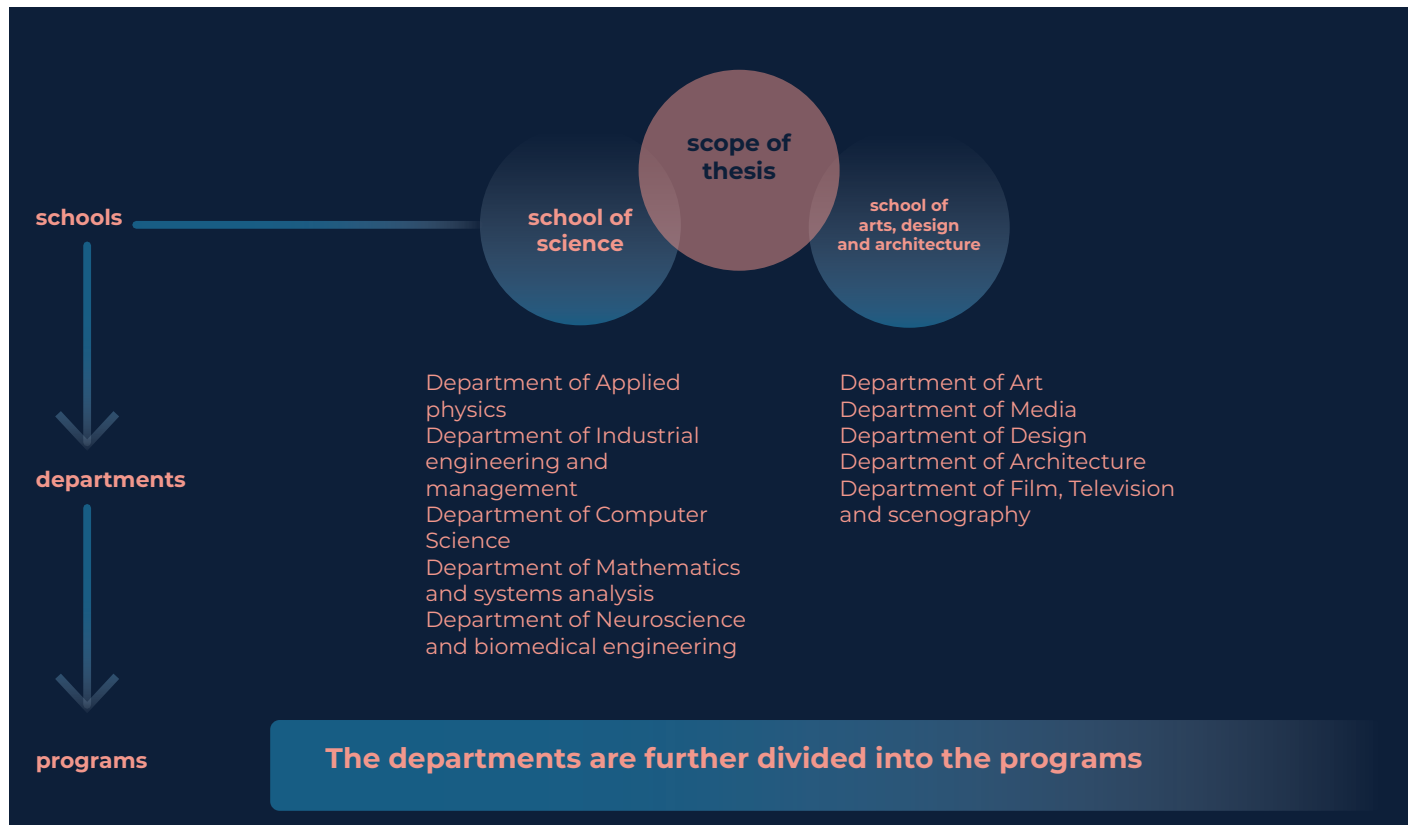 scope of
thesis
schools
school of
science
school of
arts, design
and architecture
Department of Applied
physics
Department of Industrial
engineering and
management
Department of Computer
Science
Department of Mathematics
and systems analysis
Department of Neuroscience
and biomedical engineering
Department of Art
Department of Media
Department of Design
Department of Architecture
Department of Film, Television
and scenography
departments
programs
The departments are further divided into the programs